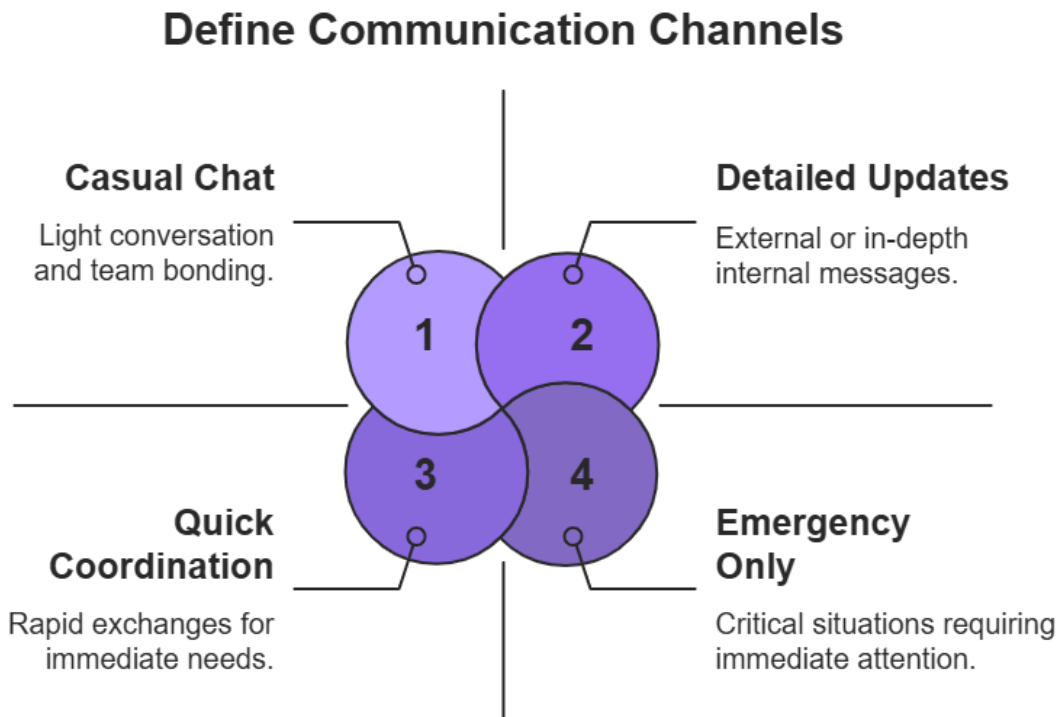 Define Communication Channels
Casual Chat
Light conversation
and team bonding.
Detailed Updates
External or in-depth
internal messages.
1
2
3
4
Quick
Coordination
Rapid exchanges for
immediate needs.
Emergency
Only
Critical situations requiring
immediate attention.